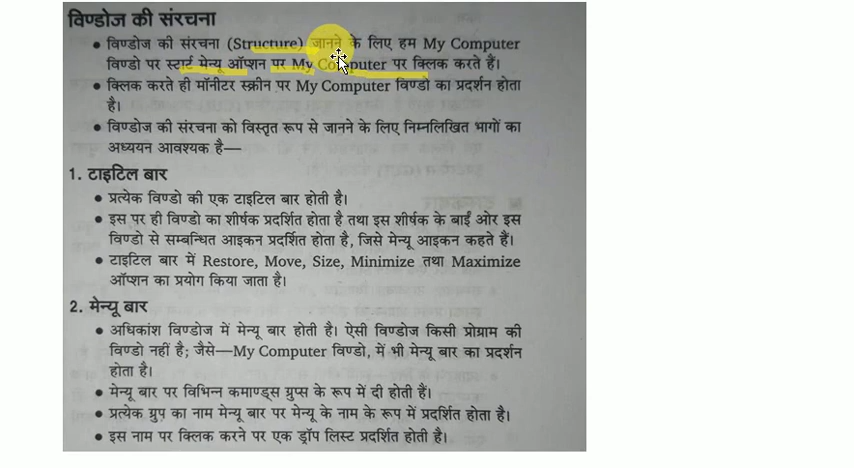 विण्डोज की संरचना
• विण्डोज की संरचना (Structure) जानने के लिए हम My Computer
विण्डो पर स्टार्ट मेन्यू ऑप्शन पर My Computer पर क्लिक करते हैं।
• क्लिक करते ही मॉनीटर स्क्रीन पर My Computer विण्डो का प्रदर्शन होता
है।
• विण्डोज की संरचना को विस्तृत रूप से जानने के लिए निम्नलिखित भागों का
अध्ययन आवश्यक है—
1. टाइटिल बार
• प्रत्येक विण्डो की एक टाइटिल बार होती है।
• इस पर ही विण्डो का शीर्षक प्रदर्शित होता है तथा इस शीर्षक के बाईं ओर इस
विण्डो से सम्बन्धित आइकन प्रदर्शित होता है, जिसे मेन्यू आइकन कहते हैं।
• टाइटिल बार में Restore, Move, Size, Minimize तथा Maximize
ऑप्शन का प्रयोग किया जाता है।
2. मेन्यू बार
• अधिकांश विण्डोज में मेन्यू बार होती है। ऐसी विण्डोज किसी प्रोग्राम की
विण्डो नहीं है; जैसे—My Computer विण्डो, में भी मेन्यू बार का प्रदर्शन
होता है।
• मेन्यू बार पर विभिन्न कमाण्ड्स ग्रुप्स के रूप में दी होती हैं।
• प्रत्येक ग्रुप का नाम मेन्यू बार पर मेन्यू के नाम के रूप में प्रदर्शित होता है।
• इस नाम पर क्लिक करने पर एक ड्रॉप लिस्ट प्रदर्शित होती है।